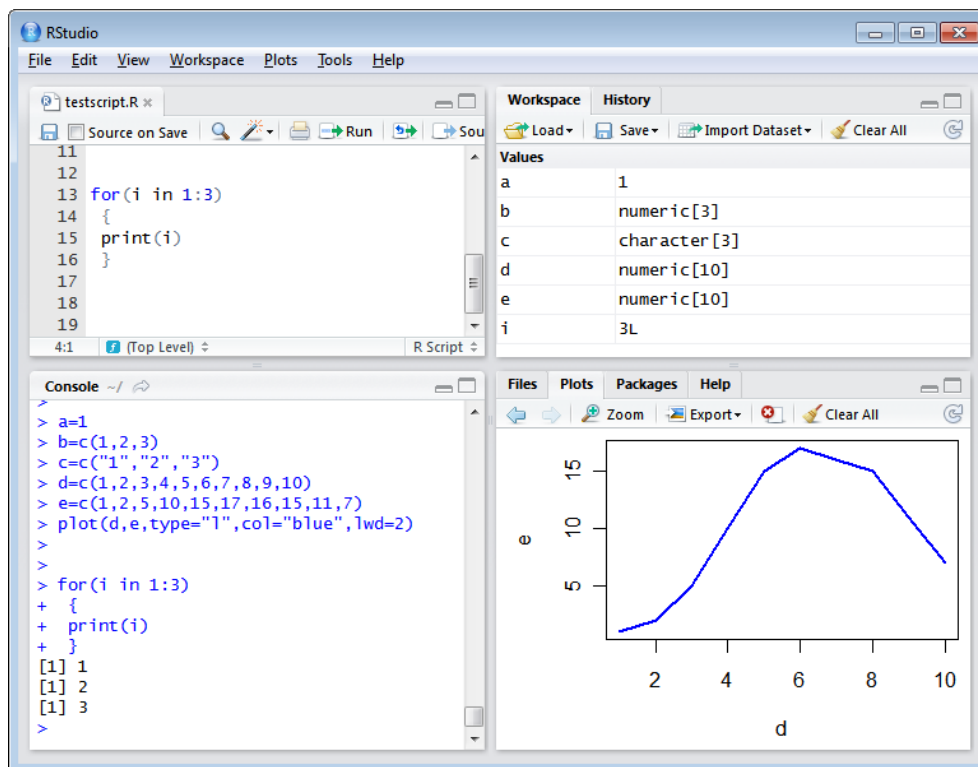 RStudio
File Edit View Workspace Plots Tools Help
testscript.R
Source on Save Run Sou
11
12
13 for(i in 1:3)
14 {
15 print(i)
16 }
17
18
19
4:1 (Top Level) R Script
Workspace History
Load Save Import Dataset Clear All
Values
a 1
b numeric[3]
c character[3]
d numeric[10]
e numeric[10]
i 3L
Console ~/
>
> a=1
> b=c(1,2,3)
> c=c("1","2","3")
> d=c(1,2,3,4,5,6,7,8,9,10)
> e=c(1,2,5,10,15,17,16,15,11,7)
> plot(d,e,type="l",col="blue",lwd=2)
>
>
> for(i in 1:3)
+ {
+ print(i)
+ }
[1] 1
[1] 2
[1] 3
>
Files Plots Packages Help
Zoom Export Clear All
15
10
5
e
2 4 6 8 10
d